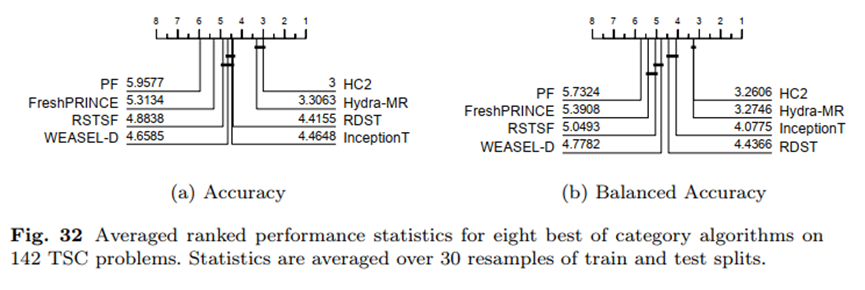 8 7 6 5 4 3 2 1
PF 5.9577 3 HC2
FreshPRINCE 5.3134 3.3063 Hydra-MR
RSTSF 4.8838 4.4155 RDST
WEASEL-D 4.6585 4.4648 InceptionT
(a) Accuracy
8 7 6 5 4 3 2 1
PF 5.7324 3.2606 HC2
FreshPRINCE 5.3908 3.2746 Hydra-MR
RSTSF 5.0493 4.0775 InceptionT
WEASEL-D 4.7782 4.4366 RDST
(b) Balanced Accuracy
Fig. 32 Averaged ranked performance statistics for eight best of category algorithms on
142 TSC problems. Statistics are averaged over 30 resamples of train and test splits.